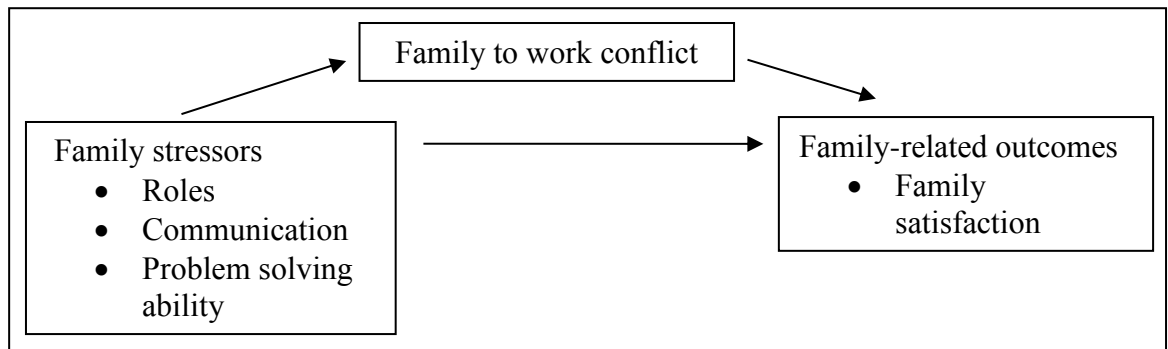 Family to work conflict
Family stressors
• Roles
• Communication
• Problem solving
ability
Family-related outcomes
• Family
satisfaction